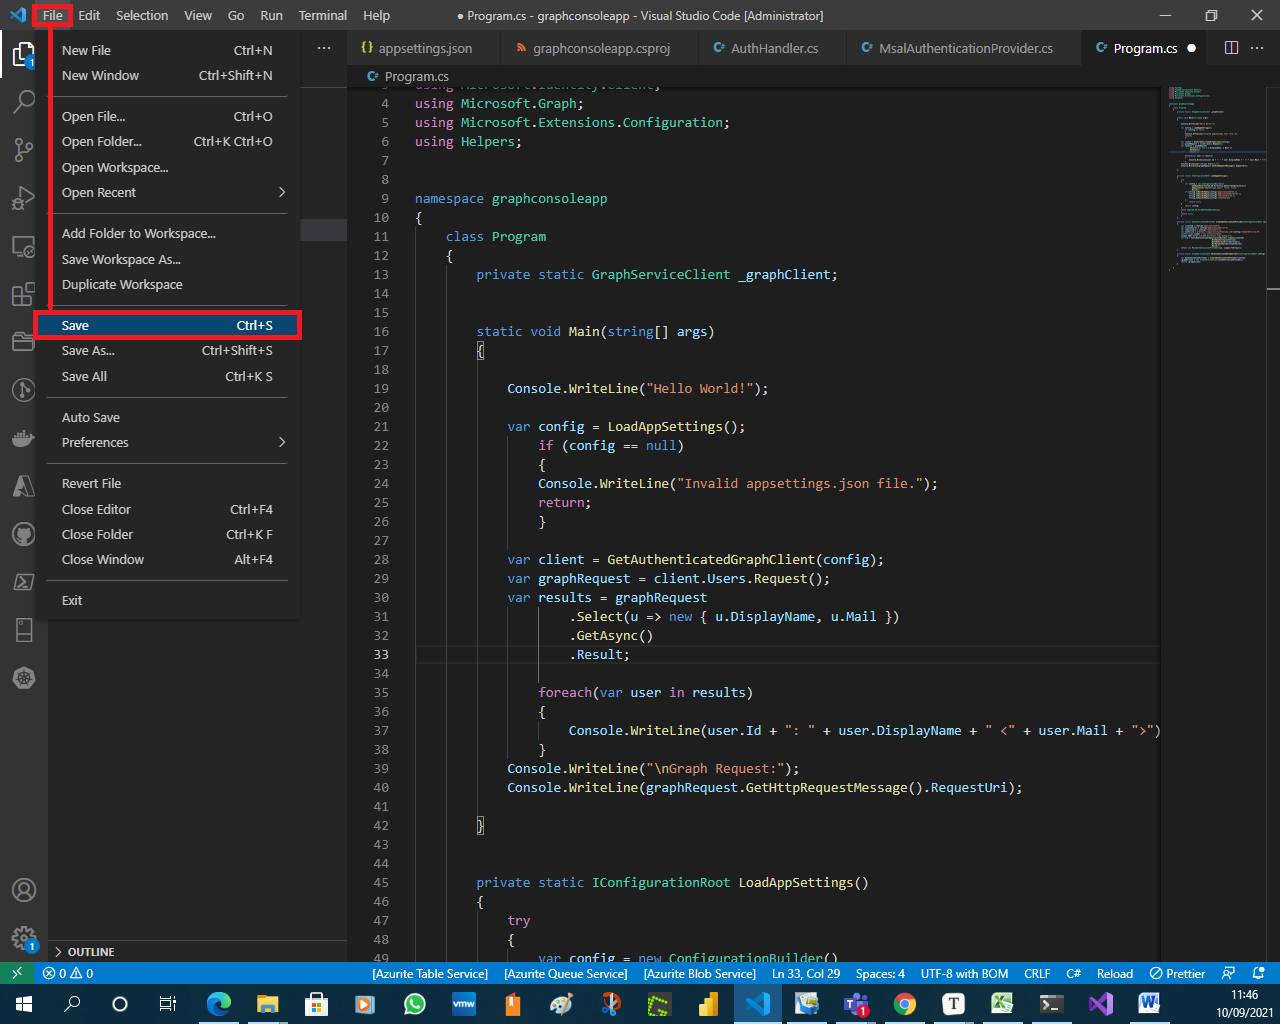 File Edit Selection View Go Run Terminal Help
● Program.cs - graphconsoleapp - Visual Studio Code [Administrator]
New File Ctrl+N
New Window Ctrl+Shift+N
Open File... Ctrl+O
Open Folder... Ctrl+K Ctrl+O
Open Workspace...
Open Recent
Add Folder to Workspace...
Save Workspace As...
Duplicate Workspace
Save Ctrl+S
Save As... Ctrl+Shift+S
Save All Ctrl+K S
Auto Save
Preferences
Revert File
Close Editor Ctrl+F4
Close Folder Ctrl+K F
Close Window Alt+F4
Exit
1
1
OUTLINE
{} appsettings.json graphconsoleapp.csproj C# AuthHandler.cs C# MsalAuthenticationProvider.cs C# Program.cs
C# Program.cs
3 using Microsoft.Identity.Client;
4 using Microsoft.Graph;
5 using Microsoft.Extensions.Configuration;
6 using Helpers;
7
8
9 namespace graphconsoleapp
10 {
11 class Program
12 {
13 private static GraphServiceClient _graphClient;
14
15
16 static void Main(string[] args)
17 {
18
19 Console.WriteLine("Hello World!");
20
21 var config = LoadAppSettings();
22 if (config == null)
23 {
24 Console.WriteLine("Invalid appsettings.json file.");
25 return;
26 }
27
28 var client = GetAuthenticatedGraphClient(config);
29 var graphRequest = client.Users.Request();
30 var results = graphRequest
31 .Select(u => new { u.DisplayName, u.Mail })
32 .GetAsync()
33 .Result;
34
35 foreach(var user in results)
36 {
37 Console.WriteLine(user.Id + ": " + user.DisplayName + " <" + user.Mail + ">")
38 }
39 Console.WriteLine("\nGraph Request:");
40 Console.WriteLine(graphRequest.GetHttpRequestMessage().RequestUri);
41
42 }
43
44
45 private static IConfigurationRoot LoadAppSettings()
46 {
47 try
48 {
49 var config = new ConfigurationBuilder()
0 0 [Azurite Table Service] [Azurite Queue Service] [Azurite Blob Service] Ln 33, Col 29 Spaces: 4 UTF-8 with BOM CRLF C# Reload Prettier
vmw T 1
11:46
10/09/2021